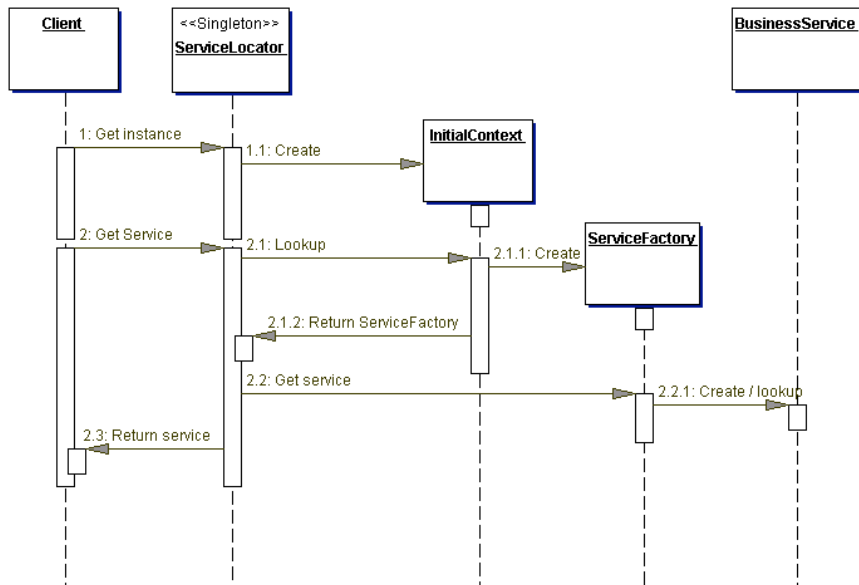 Client
<<Singleton>>
ServiceLocator
BusinessService
1: Get instance
1.1: Create
InitialContext
2: Get Service
2.1: Lookup
2.1.1: Create
ServiceFactory
2.1.2: Return ServiceFactory
2.2: Get service
2.2.1: Create / lookup
2.3: Return service